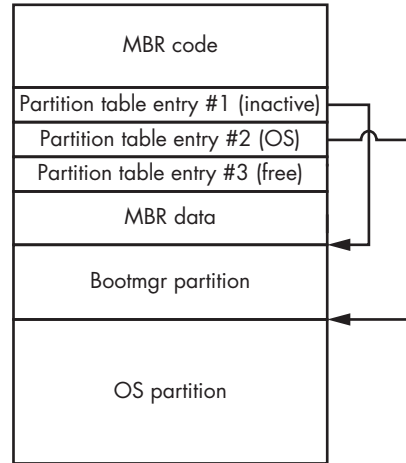 MBR code
Partition table entry #1 (inactive)
Partition table entry #2 (OS)
Partition table entry #3 (free)
MBR data
Bootmgr partition
OS partition